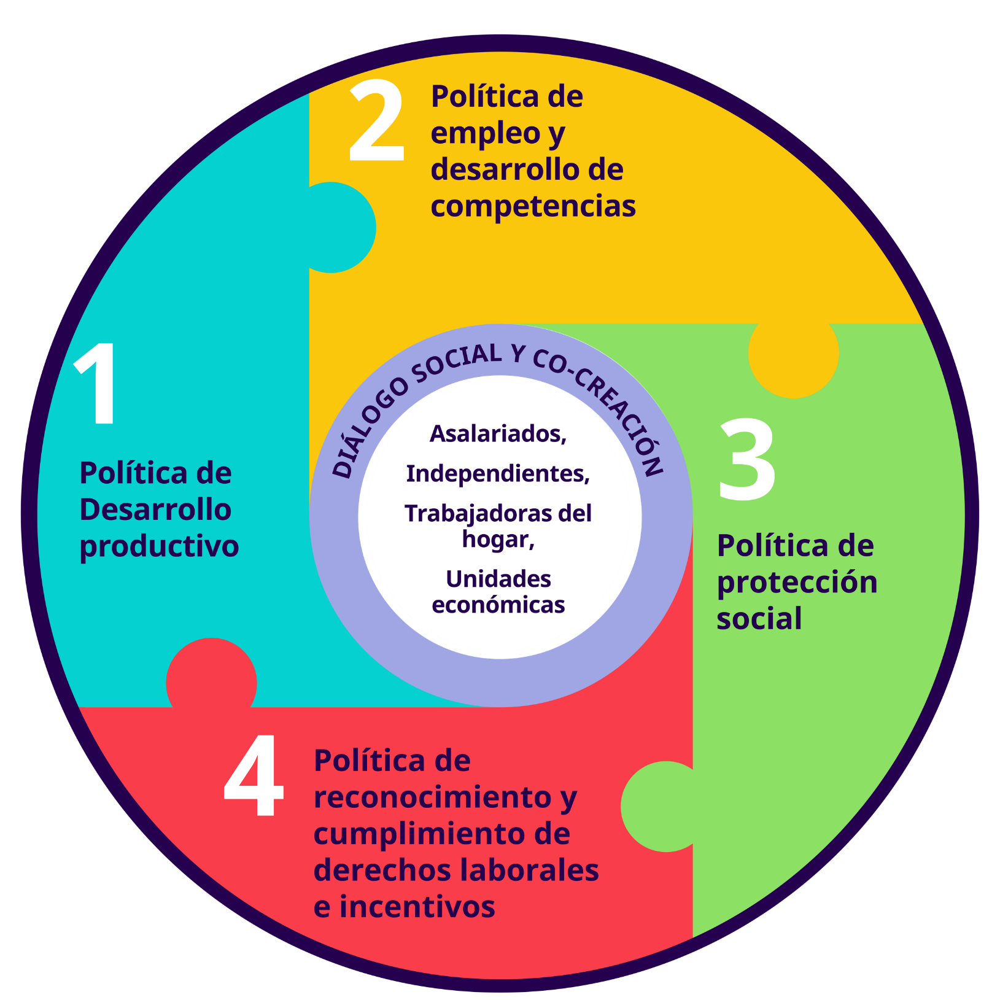 1
Política de
Desarrollo
productivo
2
Política de
empleo y
desarrollo de
competencias
3
Política de
protección
social
4
Política de
reconocimiento y
cumplimiento de
derechos laborales
e incentivos
DIÁLOGO SOCIAL Y CO-CREACIÓN
Asalariados,
Independientes,
Trabajadoras del
hogar,
Unidades
económicas